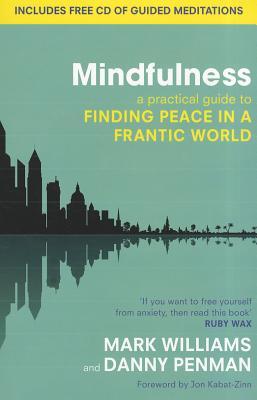 INCLUDES FREE CD OF GUIDED MEDITATIONS
Mindfulness
a practical guide to
FINDING PEACE IN A
FRANTIC WORLD
'If you want to free yourself
from anxiety, then read this book'
RUBY WAX
MARK WILLIAMS
and DANNY PENMAN
Foreword by Jon Kabat-Zinn